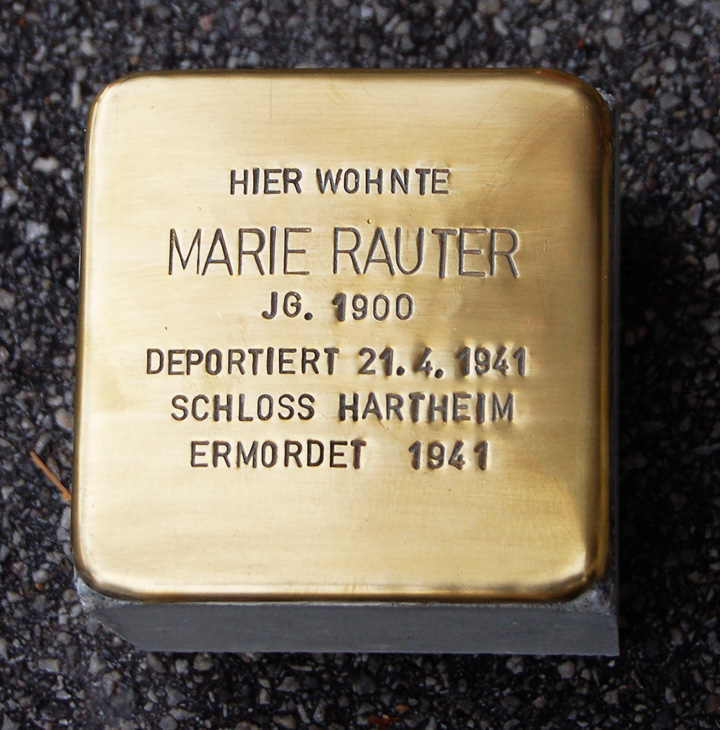 HIER WOHNTE
MARIE RAUTER
JG. 1900
DEPORTIERT 21.4.1941
SCHLOSS HARTHEIM
ERMORDET 1941